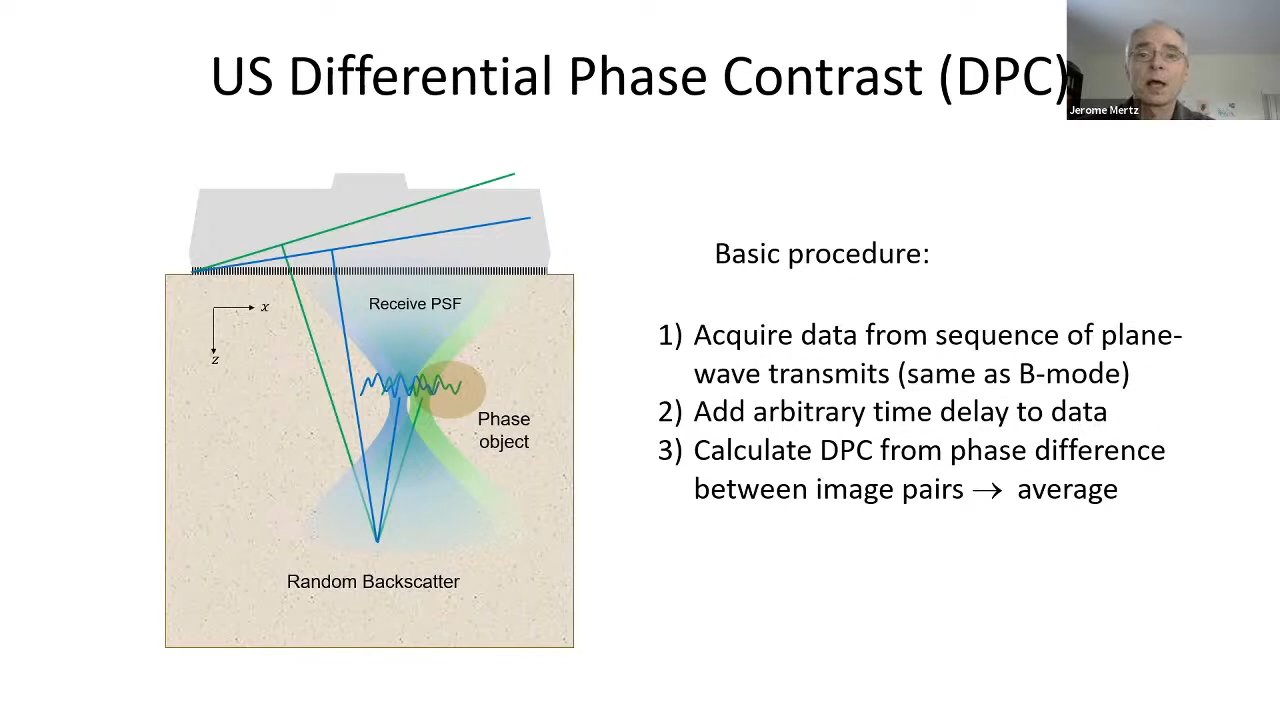 US Differential Phase Contrast (DPC)
Jerome Mertz
Receive PSF
x
z
Phase
object
Random Backscatter
Basic procedure:
1) Acquire data from sequence of plane-
wave transmits (same as B-mode)
2) Add arbitrary time delay to data
3) Calculate DPC from phase difference
between image pairs → average